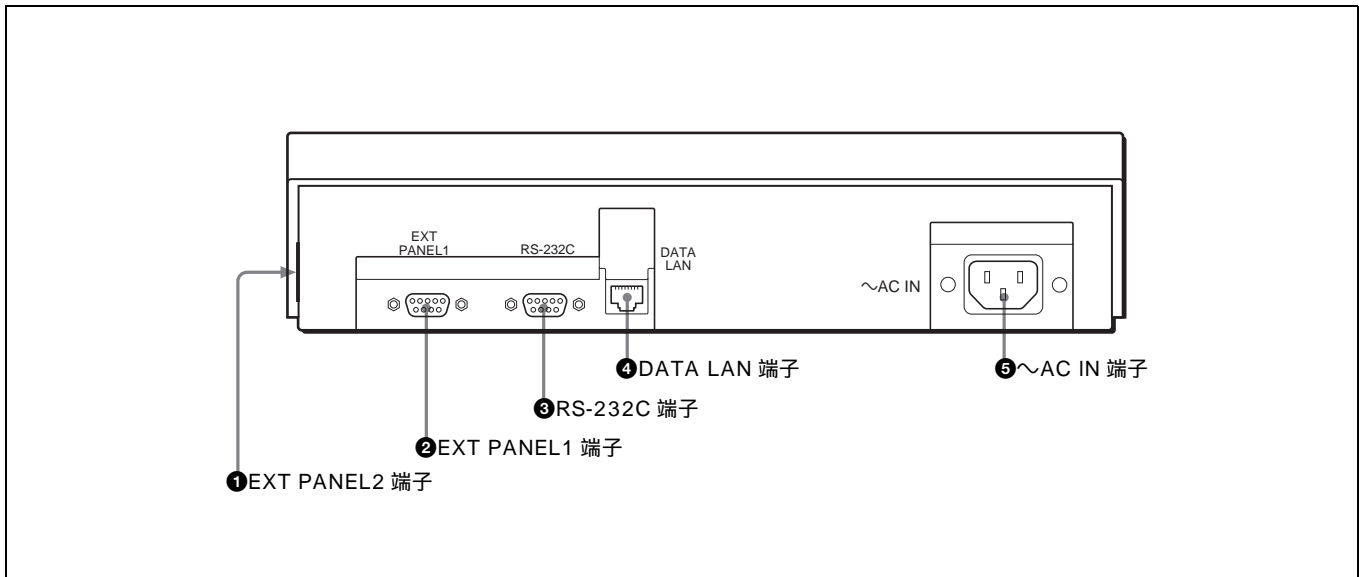 EXT
PANEL1
RS-232C
DATA
LAN
～AC IN
❹DATA LAN 端子
❺～AC IN 端子
❸RS-232C 端子
❷EXT PANEL1 端子
❶EXT PANEL2 端子